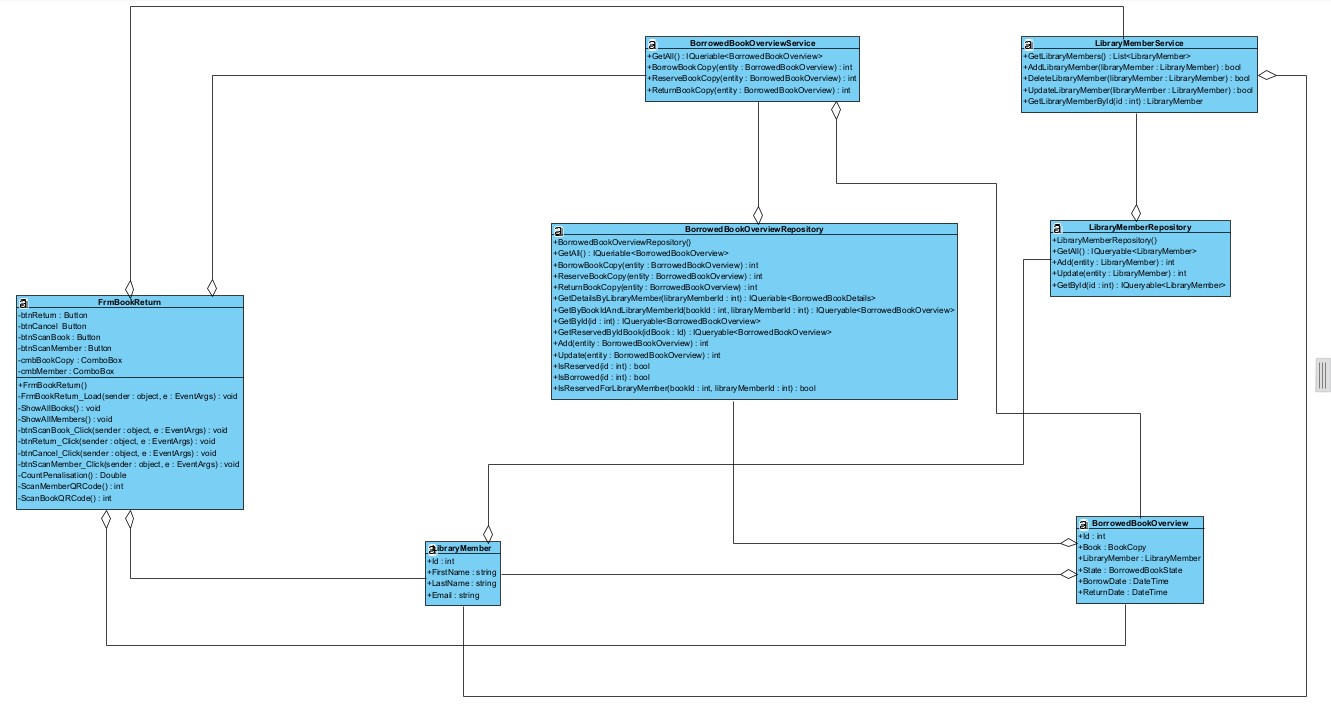 BorrowedBookOverviewService
+GetAll() : IQueriable<BorrowedBookOverview>
+BorrowBookCopy(entity : BorrowedBookOverview) : int
+ReserveBookCopy(entity : BorrowedBookOverview) : int
+ReturnBookCopy(entity : BorrowedBookOverview) : int
LibraryMemberService
+GetLibraryMembers() : List<LibraryMember>
+AddLibraryMember(libraryMember : LibraryMember) : bool
+DeleteLibraryMember(libraryMember : LibraryMember) : bool
+UpdateLibraryMember(libraryMember : LibraryMember) : bool
+GetLibraryMemberById(id : int) : LibraryMember
BorrowedBookOverviewRepository
+BorrowedBookOverviewRepository()
+GetAll() : IQueriable<BorrowedBookOverview>
+BorrowBookCopy(entity : BorrowedBookOverview) : int
+ReserveBookCopy(entity : BorrowedBookOverview) : int
+ReturnBookCopy(entity : BorrowedBookOverview) : int
+GetDetailsByLibraryMember(libraryMemberId : int) : IQueriable<BorrowedBookDetails>
+GetByBookIdAndLibraryMemberId(bookId : int, libraryMemberId : int) : IQueryable<BorrowedBookOverview>
+GetById(id : int) : IQueryable<BorrowedBookOverview>
+GetReservedByIdBook(idBook : Id) : IQueryable<BorrowedBookOverview>
+Add(entity : BorrowedBookOverview) : int
+Update(entity : BorrowedBookOverview) : int
+IsReserved(id : int) : bool
+IsBorrowed(id : int) : bool
+IsReservedForLibraryMember(bookId : int, libraryMemberId : int) : bool
LibraryMemberRepository
+LibraryMemberRepository()
+GetAll() : IQueryable<LibraryMember>
+Add(entity : LibraryMember) : int
+Update(entity : LibraryMember) : int
+GetById(id : int) : IQueryable<LibraryMember>
FrmBookReturn
-btnReturn : Button
-btnCancel Button
-btnScanBook : Button
-btnScanMember : Button
-cmbBookCopy : ComboBox
-cmbMember : ComboBox
+FrmBookReturn()
-FrmBookReturn_Load(sender : object, e : EventArgs) : void
-ShowAllBooks() : void
-ShowAllMembers() : void
-btnScanBook_Click(sender : object, e : EventArgs) : void
-btnReturn_Click(sender : object, e : EventArgs) : void
-btnCancel_Click(sender : object, e : EventArgs) : void
-btnScanMember_Click(sender : object, e : EventArgs) : void
-CountPenalisation() : Double
-ScanMemberQRCode() : int
-ScanBookQRCode() : int
LibraryMember
+Id : int
+FirstName : string
+LastName : string
+Email : string
BorrowedBookOverview
+Id : int
+Book : BookCopy
+LibraryMember : LibraryMember
+State : BorrowedBookState
+BorrowDate : DateTime
+ReturnDate : DateTime